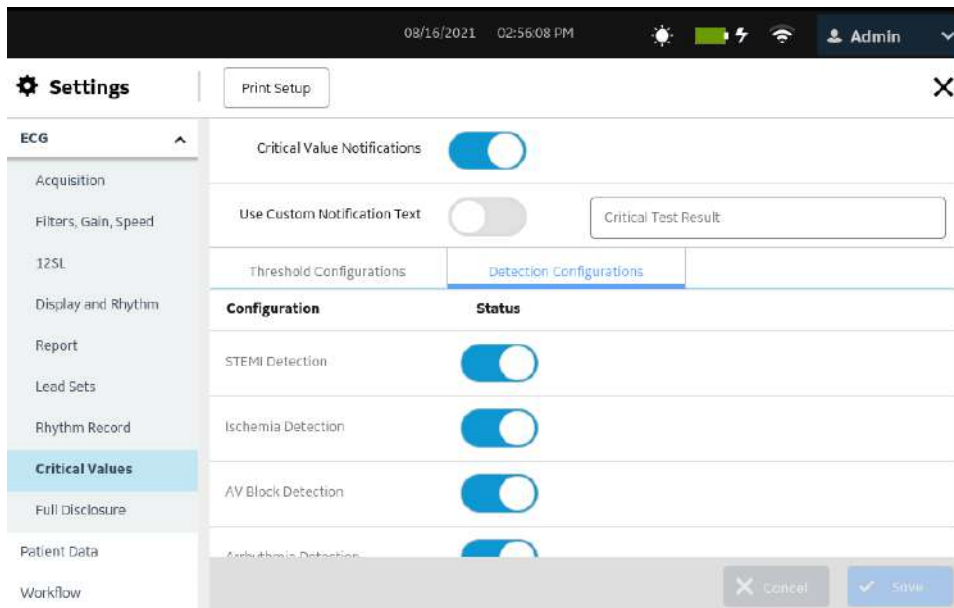 08/16/2021 02:56:08 PM Admin
Settings
Print Setup
ECG
Acquisition
Filters, Gain, Speed
12SL
Display and Rhythm
Report
Lead Sets
Rhythm Record
Critical Values
Full Disclosure
Patient Data
Workflow
Critical Value Notifications
Use Custom Notification Text
Critical Test Result
Threshold Configurations Detection Configurations
Configuration Status
STEMI Detection
Ischemia Detection
AV Block Detection
Arrhythmia Detection
Cancel Save